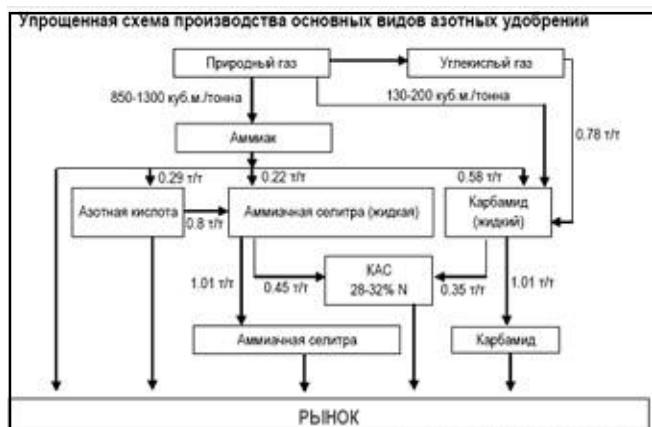 Упрощенная схема производства основных видов азотных удобрений
Природный газ
Углекислый газ
850-1300 куб.м./тонна
130-200 куб.м./тонна
0.78 т/т
Аммиак
0.29 т/т
0.22 т/т
0.58 т/т
Азотная кислота
0.8 т/т
Аммиачная селитра (жидкая)
Карбамид
(жидкий)
1.01 т/т
0.45 т/т
КАС
28-32% N
0.35 т/т
1.01 т/т
Аммиачная селитра
Карбамид
РЫНОК